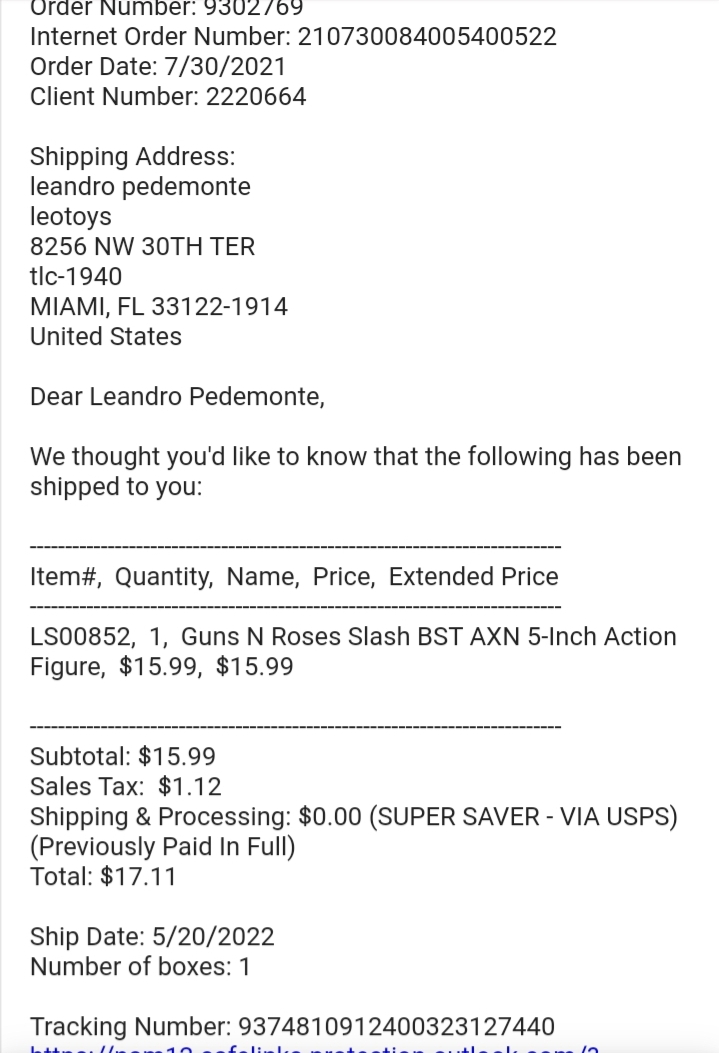 Order Number: 9302769
Internet Order Number: 210730084005400522
Order Date: 7/30/2021
Client Number: 2220664
Shipping Address:
leandro pedemonte
leotoys
8256 NW 30TH TER
tlc-1940
MIAMI, FL 33122-1914
United States
Dear Leandro Pedemonte,
We thought you'd like to know that the following has been
shipped to you:
----------------------------------------------------------------------------
Item#,  Quantity,  Name,  Price,  Extended Price
----------------------------------------------------------------------------
LS00852,  1,  Guns N Roses Slash BST AXN 5-Inch Action
Figure,  $15.99,  $15.99
----------------------------------------------------------------------------
Subtotal: $15.99
Sales Tax:  $1.12
Shipping & Processing: $0.00 (SUPER SAVER - VIA USPS)
(Previously Paid In Full)
Total: $17.11
Ship Date: 5/20/2022
Number of boxes: 1
Tracking Number: 9374810912400323127440